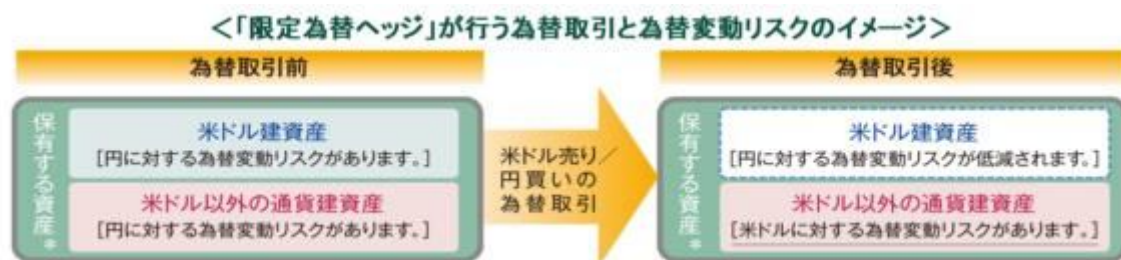 ＜「限定為替ヘッジ」が行う為替取引と為替変動リスクのイメージ＞
為替取引前
保有する資産＊
米ドル建資産
［円に対する為替変動リスクがあります。］
米ドル以外の通貨建資産
［円に対する為替変動リスクがあります。］
米ドル売り／
円買いの
為替取引
為替取引後
保有する資産＊
米ドル建資産
［円に対する為替変動リスクが低減されます。］
米ドル以外の通貨建資産
［米ドルに対する為替変動リスクがあります。］